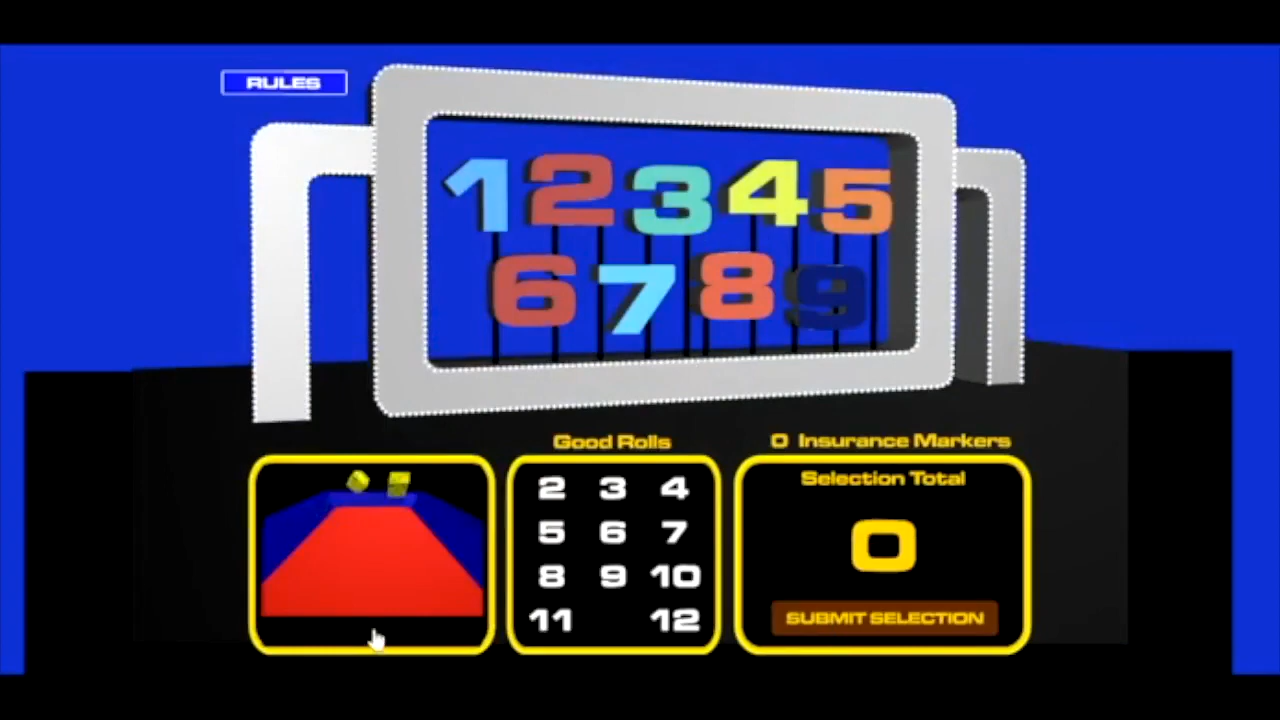 RULES
1 2 3 4 5
6 7 8 9
Good Rolls
2 3 4
5 6 7
8 9 10
11 12
0 Insurance Markers
Selection Total
0
SUBMIT SELECTION